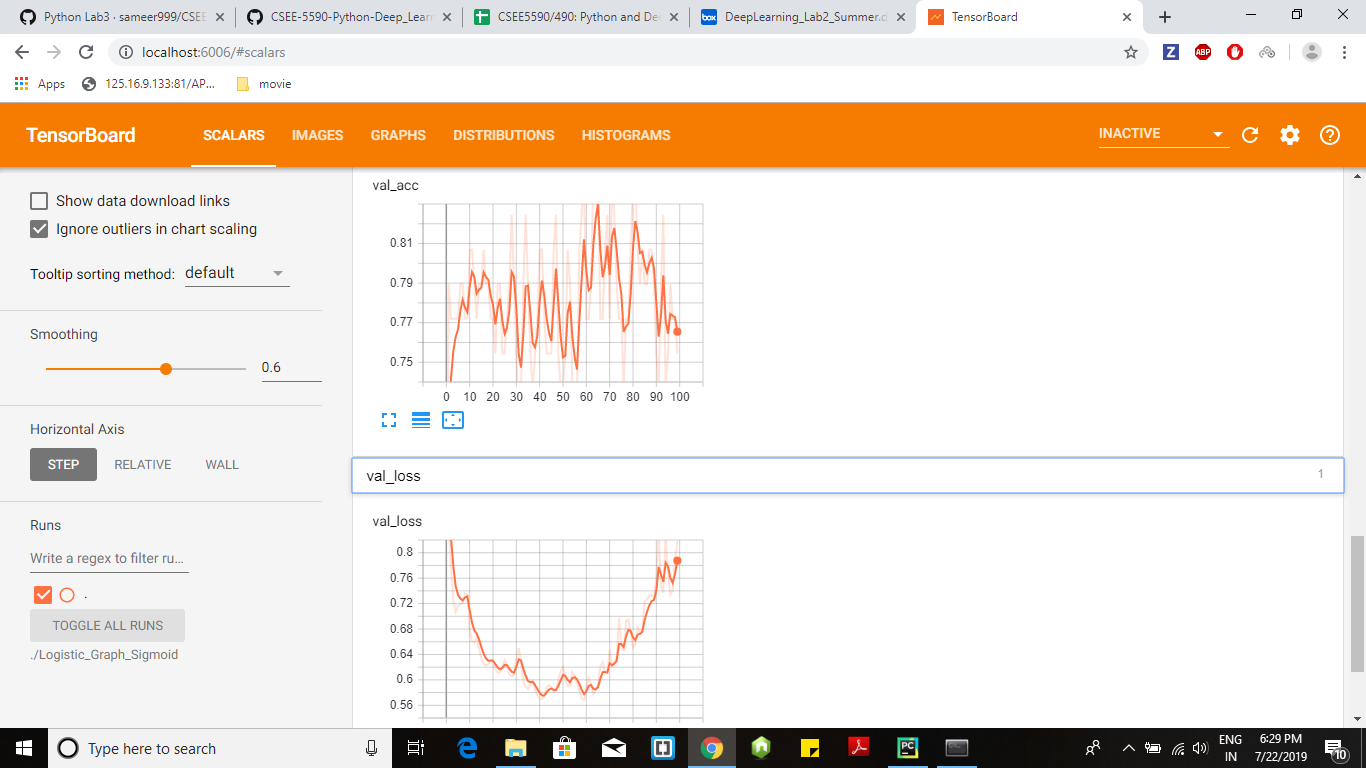 Python Lab3 · sameer999/CSEE
CSEE-5590-Python-Deep_Learn
CSEE5590/490: Python and De
DeepLearning_Lab2_Summer.d
TensorBoard
localhost:6006/#scalars
Apps
125.16.9.133:81/AP...
movie
TensorBoard
SCALARS
IMAGES
GRAPHS
DISTRIBUTIONS
HISTOGRAMS
INACTIVE
Show data download links
Ignore outliers in chart scaling
Tooltip sorting method: default
Smoothing
0.6
Horizontal Axis
STEP RELATIVE WALL
Runs
Write a regex to filter ru...
.
TOGGLE ALL RUNS
./Logistic_Graph_Sigmoid
val_acc
0.81
0.79
0.77
0.75
0 10 20 30 40 50 60 70 80 90 100
val_loss 1
val_loss
0.8
0.76
0.72
0.68
0.64
0.6
0.56
Type here to search
ENG
IN
6:29 PM
7/22/2019
10